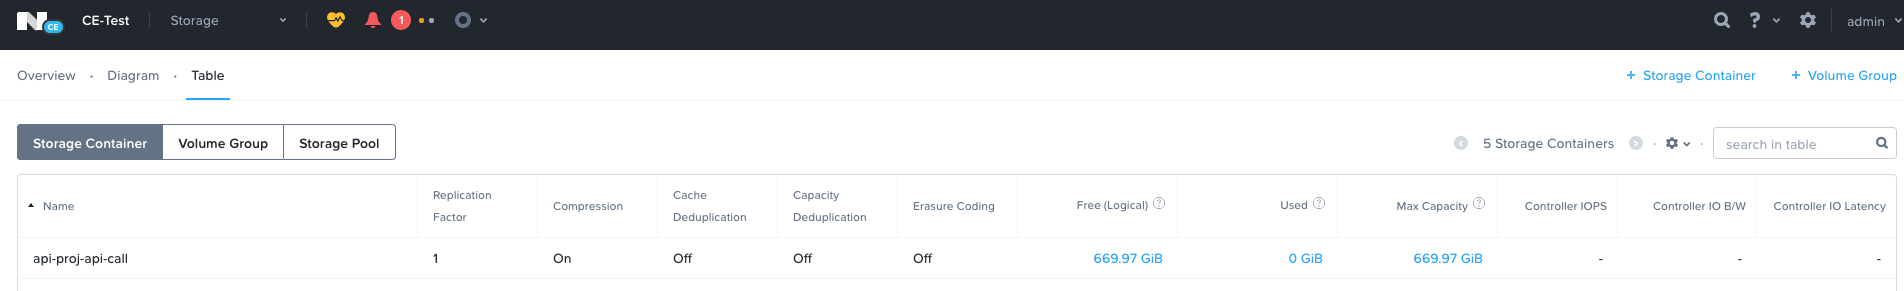 N CE CE-Test Storage 1 ? admin
Overview · Diagram · Table + Storage Container + Volume Group
Storage Container Volume Group Storage Pool 5 Storage Containers · · search in table
Name Replication Factor Compression Cache Deduplication Capacity Deduplication Erasure Coding Free (Logical) ? Used ? Max Capacity ? Controller IOPS Controller IO B/W Controller IO Latency
api-proj-api-call 1 On Off Off Off 669.97 GiB 0 GiB 669.97 GiB - - -